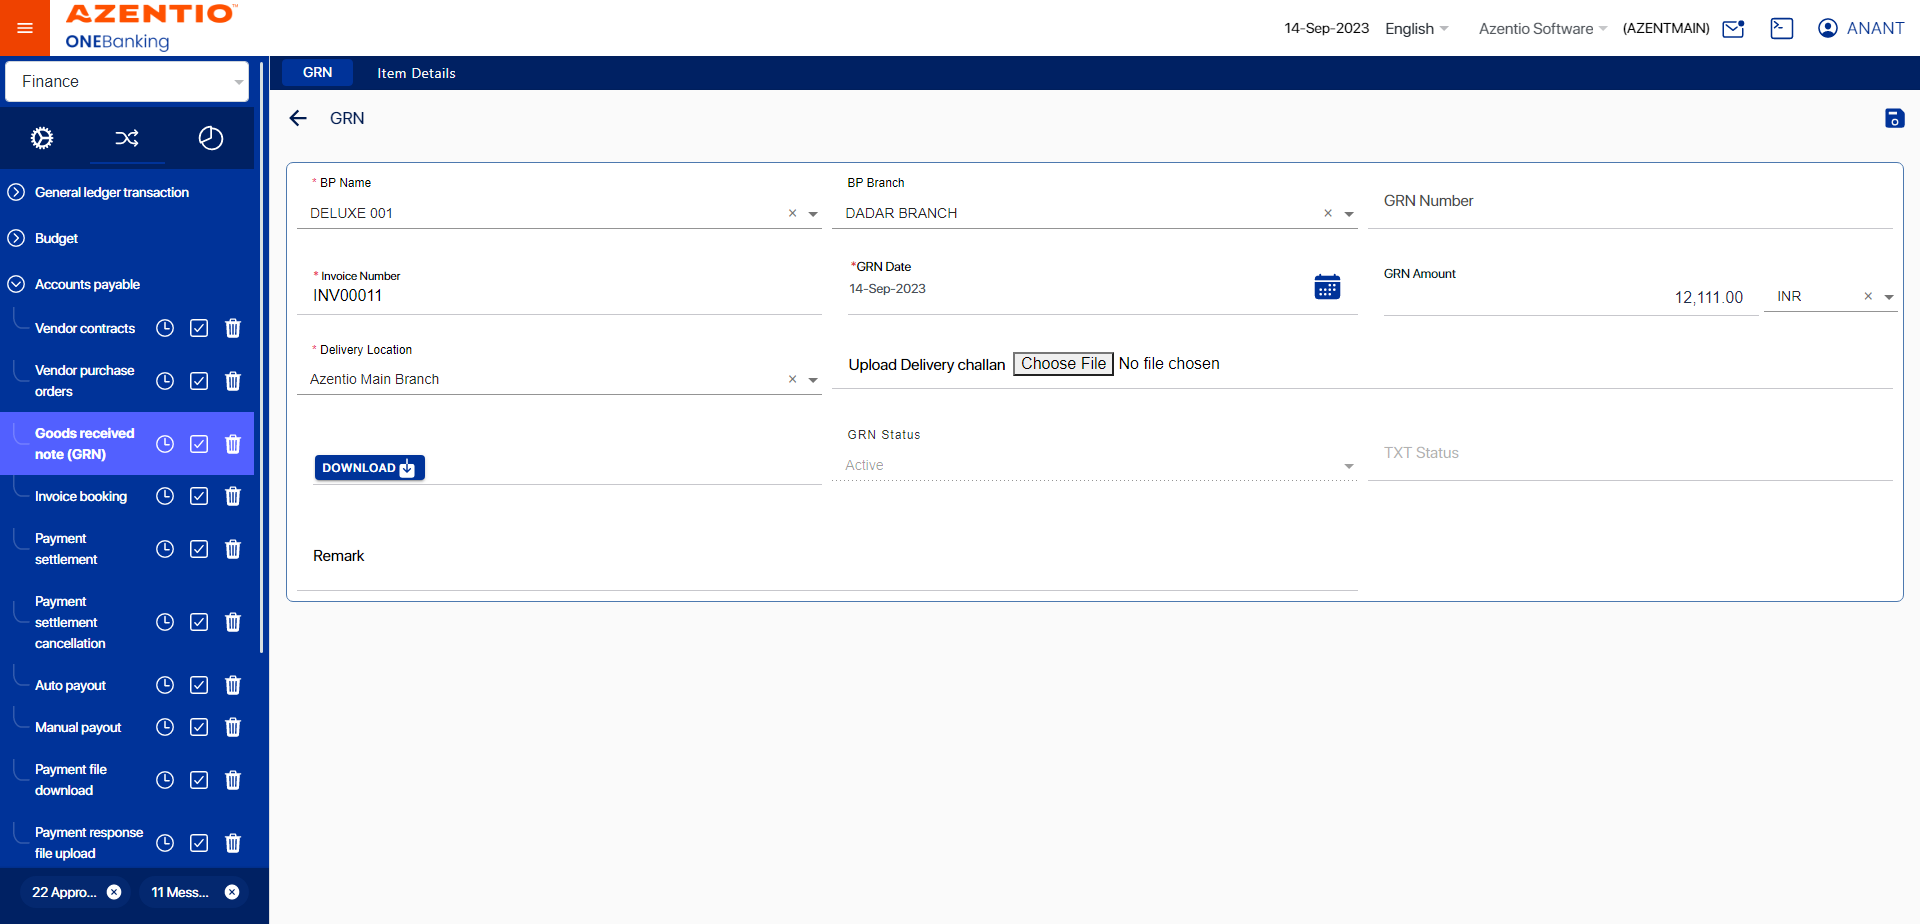 AZENTIO™
ONEBanking
14-Sep-2023
English
Azentio Software
(AZENTMAIN)
ANANT
Finance
General ledger transaction
Budget
Accounts payable
Vendor contracts
Vendor purchase
orders
Goods received
note (GRN)
Invoice booking
Payment
settlement
Payment
settlement
cancellation
Auto payout
Manual payout
Payment file
download
Payment response
file upload
22 Appro...
11 Mess...
GRN
Item Details
GRN
* BP Name
DELUXE 001
BP Branch
DADAR BRANCH
GRN Number
* Invoice Number
INV00011
*GRN Date
14-Sep-2023
GRN Amount
12,111.00
INR
* Delivery Location
Azentio Main Branch
Upload Delivery challan
Choose File
No file chosen
DOWNLOAD
GRN Status
Active
TXT Status
Remark